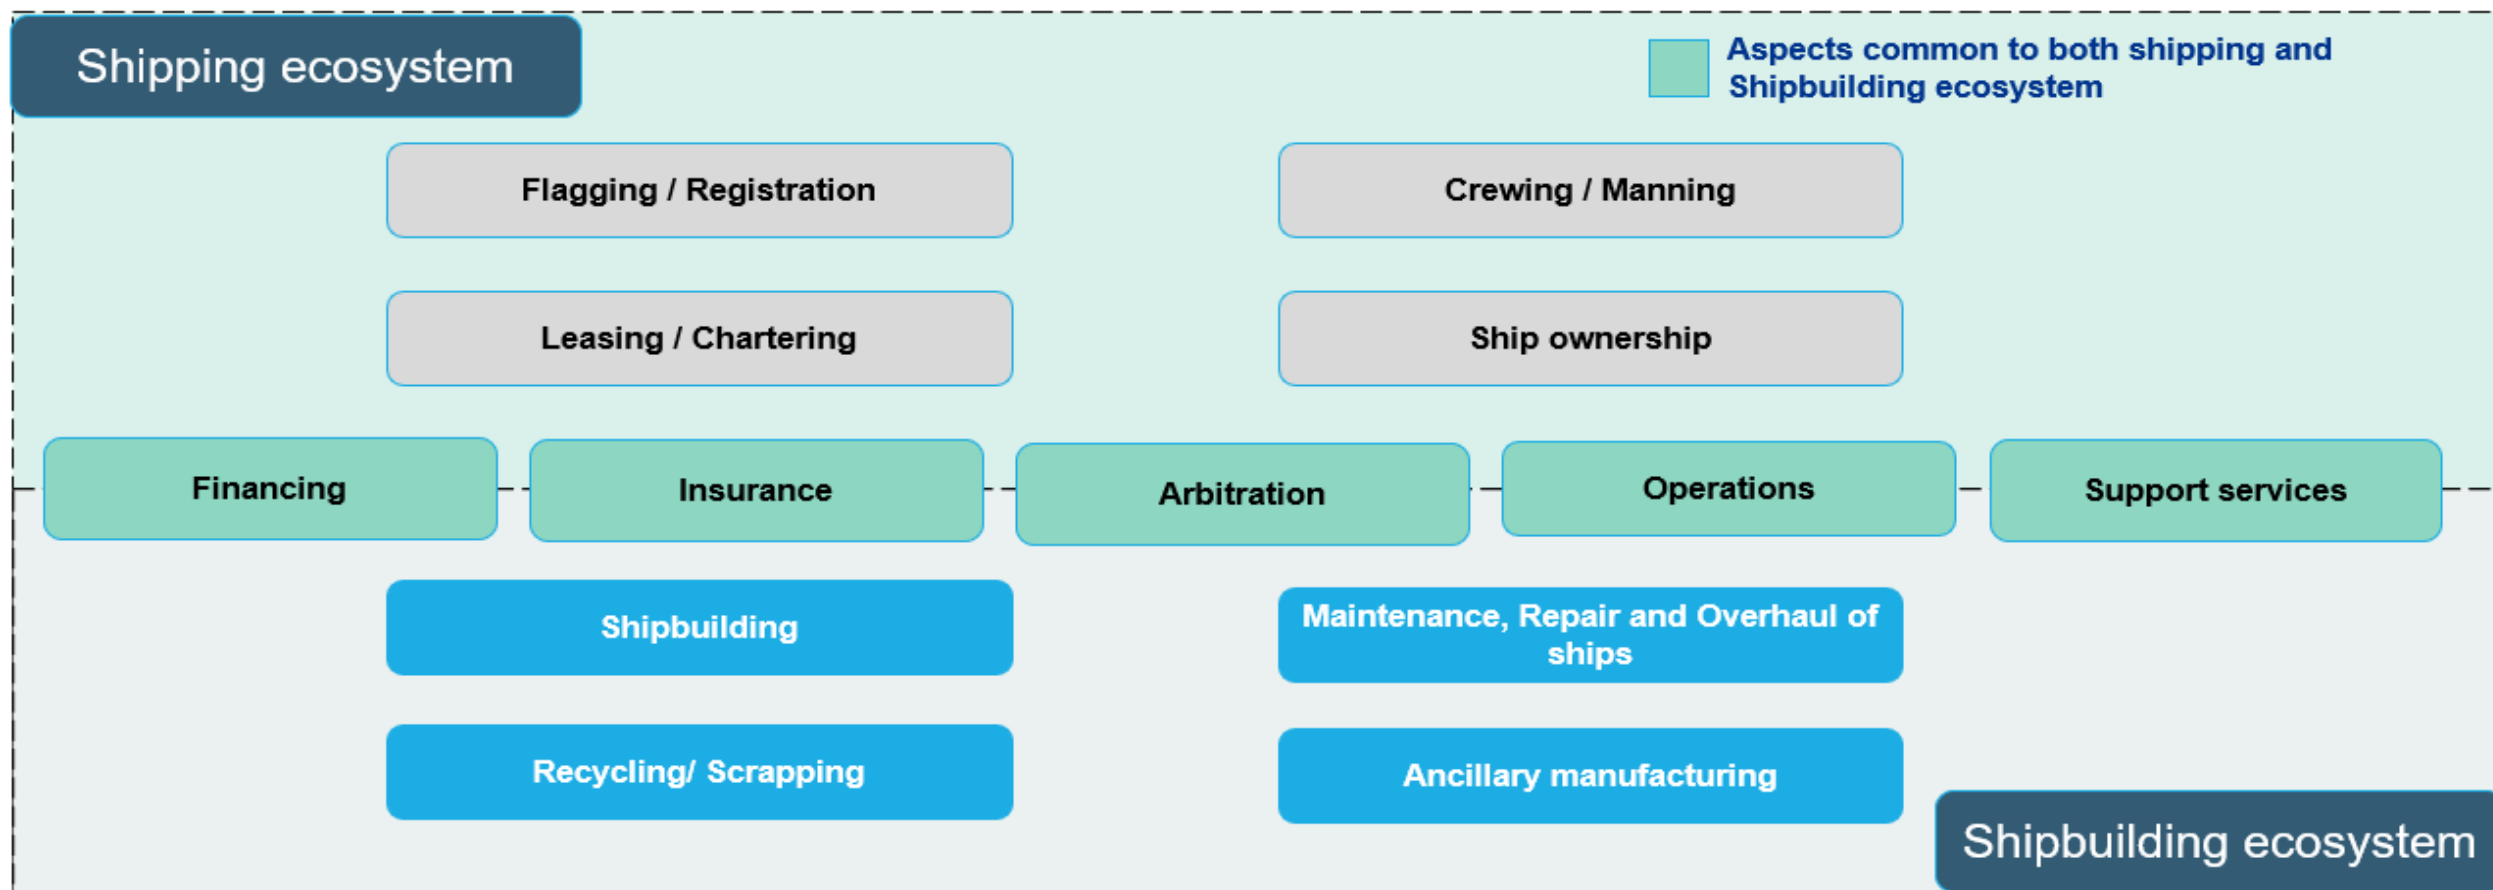 Shipping ecosystem
Aspects common to both shipping and
Shipbuilding ecosystem
Flagging / Registration
Crewing / Manning
Leasing / Chartering
Ship ownership
Financing
Insurance
Arbitration
Operations
Support services
Shipbuilding
Maintenance, Repair and Overhaul of
ships
Recycling/ Scrapping
Ancillary manufacturing
Shipbuilding ecosystem